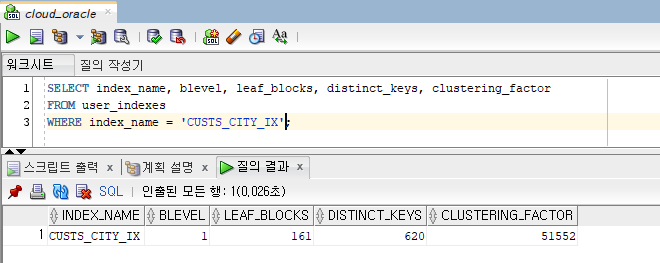 cloud_oracle
SQL
Aa
워크시트 질의 작성기
1 SELECT index_name, blevel, leaf_blocks, distinct_keys, clustering_factor
2 FROM user_indexes
3 WHERE index_name = 'CUSTS_CITY_IX';
스크립트 출력 x 계획 설명 x 질의 결과 x
SQL 인출된 모든 행: 1(0,026초)
INDEX_NAME BLEVEL LEAF_BLOCKS DISTINCT_KEYS CLUSTERING_FACTOR
1 CUSTS_CITY_IX 1 161 620 51552